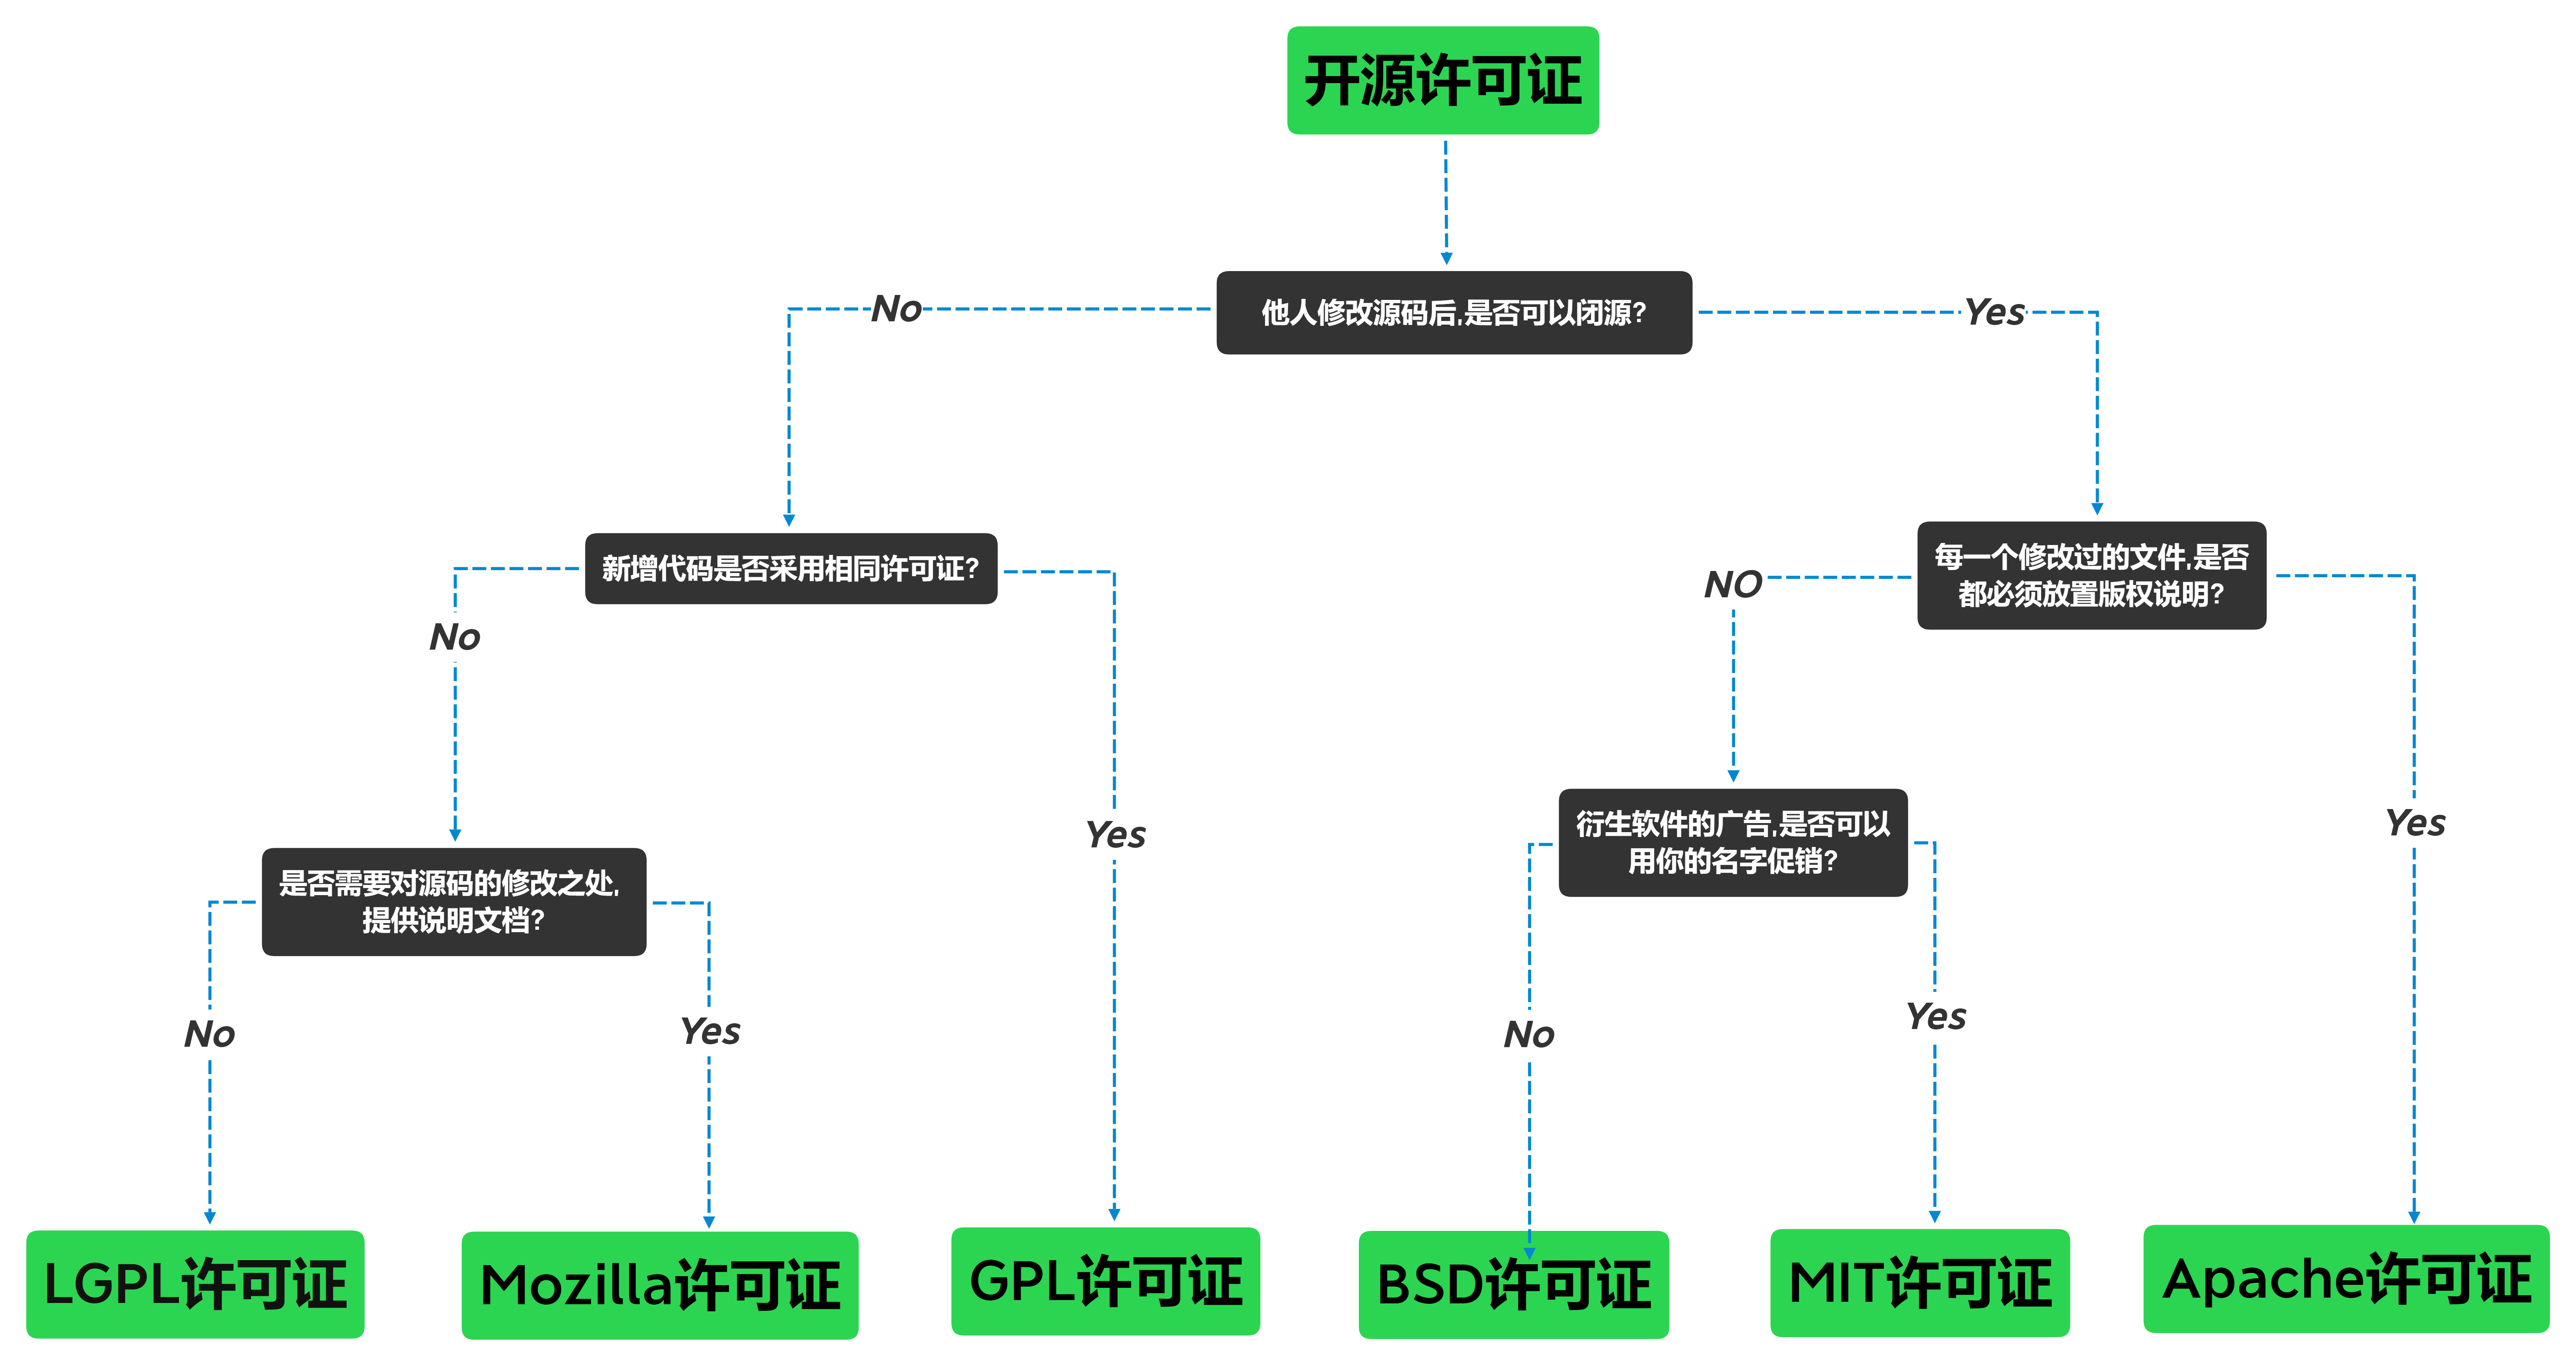 开源许可证
No
他人修改源码后,是否可以闭源?
Yes
新增代码是否采用相同许可证?
每一个修改过的文件,是否
都必须放置版权说明?
NO
No
Yes
衍生软件的广告,是否可以
用你的名字促销?
Yes
是否需要对源码的修改之处,
提供说明文档?
No
Yes
No
Yes
LGPL许可证
Mozilla许可证
GPL许可证
BSD许可证
MIT许可证
Apache许可证